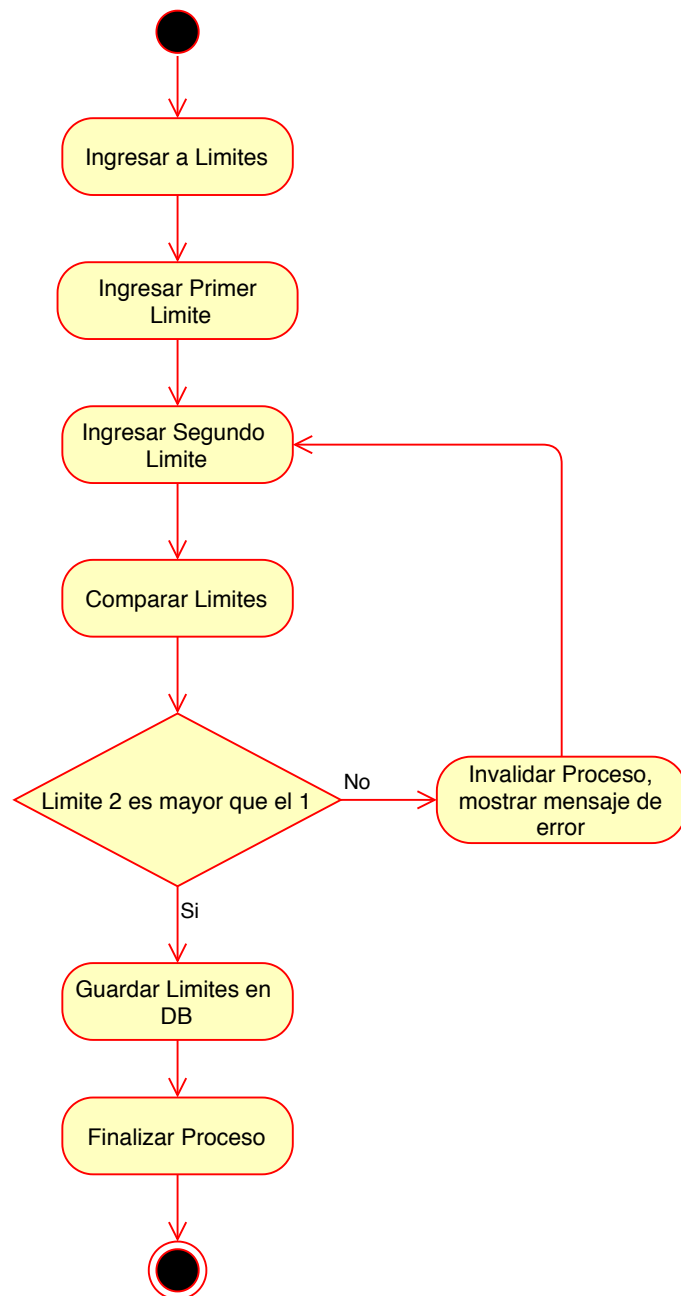 Ingresar a Limites
Ingresar Primer
Limite
Ingresar Segundo
Limite
Comparar Limites
Limite 2 es mayor que el 1
No
Invalidar Proceso,
mostrar mensaje de
error
Si
Guardar Limites en
DB
Finalizar Proceso